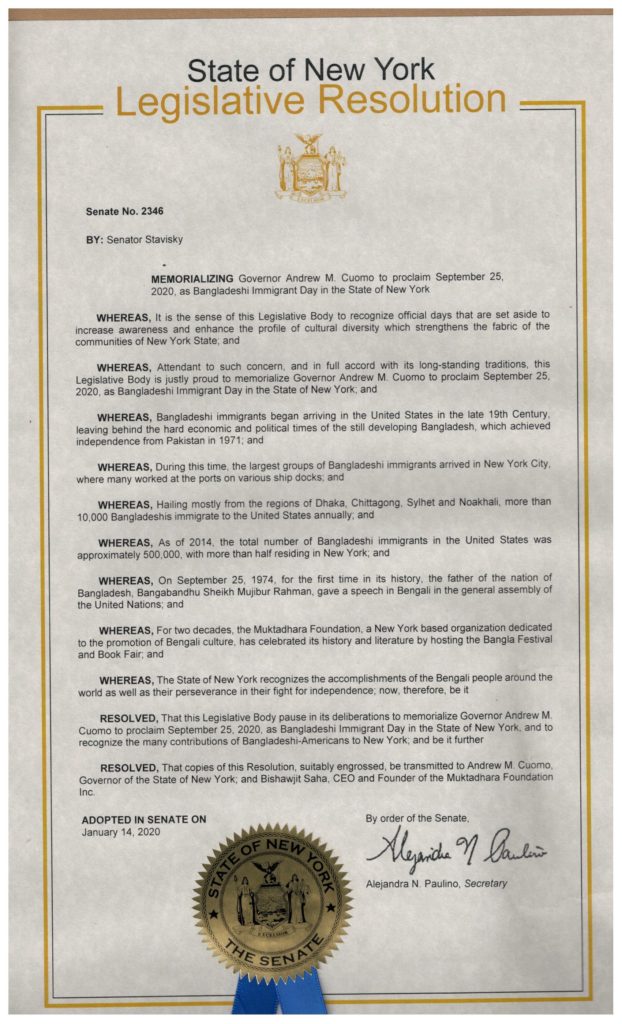 State of New York
Legislative Resolution
EXCELSIOR
Senate No. 2346
BY: Senator Stavisky
MEMORIALIZING Governor Andrew M. Cuomo to proclaim September 25,
2020, as Bangladeshi Immigrant Day in the State of New York
WHEREAS, It is the sense of this Legislative Body to recognize official days that are set aside to
increase awareness and enhance the profile of cultural diversity which strengthens the fabric of the
communities of New York State; and
WHEREAS, Attendant to such concern, and in full accord with its long-standing traditions, this
Legislative Body is justly proud to memorialize Governor Andrew M. Cuomo to proclaim September 25,
2020, as Bangladeshi Immigrant Day in the State of New York; and
WHEREAS, Bangladeshi immigrants began arriving in the United States in the late 19th Century,
leaving behind the hard economic and political times of the still developing Bangladesh, which achieved
independence from Pakistan in 1971; and
WHEREAS, During this time, the largest groups of Bangladeshi immigrants arrived in New York City,
where many worked at the ports on various ship docks; and
WHEREAS, Hailing mostly from the regions of Dhaka, Chittagong, Sylhet and Noakhali, more than
10,000 Bangladeshis immigrate to the United States annually; and
WHEREAS, As of 2014, the total number of Bangladeshi immigrants in the United States was
approximately 500,000, with more than half residing in New York; and
WHEREAS, On September 25, 1974, for the first time in its history, the father of the nation of
Bangladesh, Bangabandhu Sheikh Mujibur Rahman, gave a speech in Bengali in the general assembly of
the United Nations; and
WHEREAS, For two decades, the Muktadhara Foundation, a New York based organization dedicated
to the promotion of Bengali culture, has celebrated its history and literature by hosting the Bangla Festival
and Book Fair; and
WHEREAS, The State of New York recognizes the accomplishments of the Bengali people around the
world as well as their perseverance in their fight for independence; now, therefore, be it
RESOLVED, That this Legislative Body pause in its deliberations to memorialize Governor Andrew M.
Cuomo to proclaim September 25, 2020, as Bangladeshi Immigrant Day in the State of New York, and to
recognize the many contributions of Bangladeshi-Americans to New York; and be it further
RESOLVED, That copies of this Resolution, suitably engrossed, be transmitted to Andrew M. Cuomo,
Governor of the State of New York; and Bishawjit Saha, CEO and Founder of the Muktadhara Foundation
Inc.
ADOPTED IN SENATE ON
January 14, 2020
By order of the Senate,
Alejandra N Paulino
Alejandra N. Paulino, Secretary
STATE OF NEW YORK
EXCELSIOR
THE SENATE